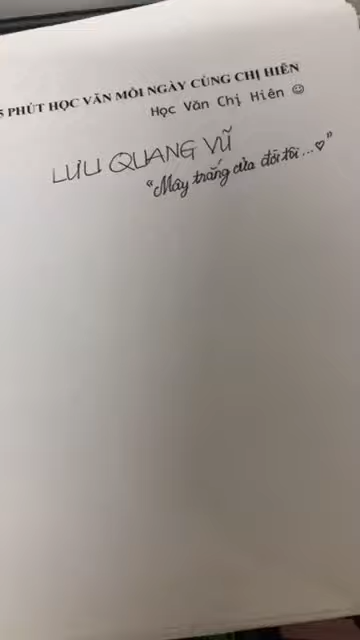 5 PHÚT HỌC VĂN MỖI NGÀY CÙNG CHỊ HIÊN
Học Văn Chị Hiên ☺
LƯU QUANG VŨ
"Mây trắng của đời tôi...♡"